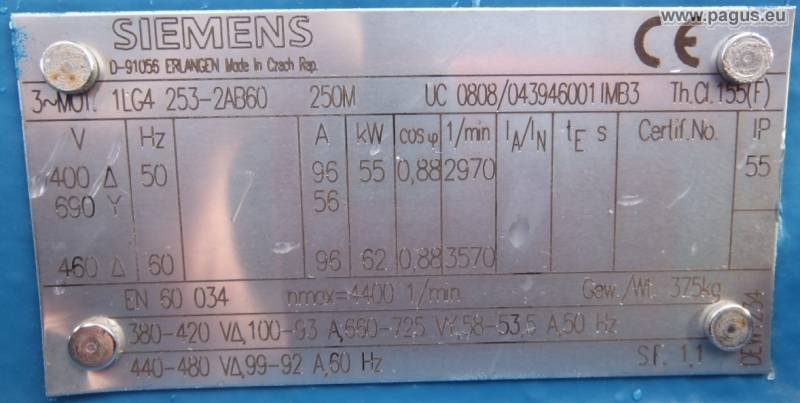 www.pagus.eu
SIEMENS CE
D-91056 ERLANGEN Made in Czech Rep.
3~MOT. 1LG4 253-2AB60 250M UC 0808/043946001 IMB3 Th.Cl.155(F)
V Hz A kW cosφ 1/min IA/IN tE s Certif.No. IP
400 Δ 50 96 55 0,88 2970 55
690 Y 56
460 Δ 60 96 62 0,88 3570
EN 60 034 nmax=4400 1/min Gew./Wt. 375kg
380-420 VΔ,100-93 A,660-725 VY,58-53,5 A,50 Hz
440-480 VΔ,99-92 A,60 Hz S.F. 1,1